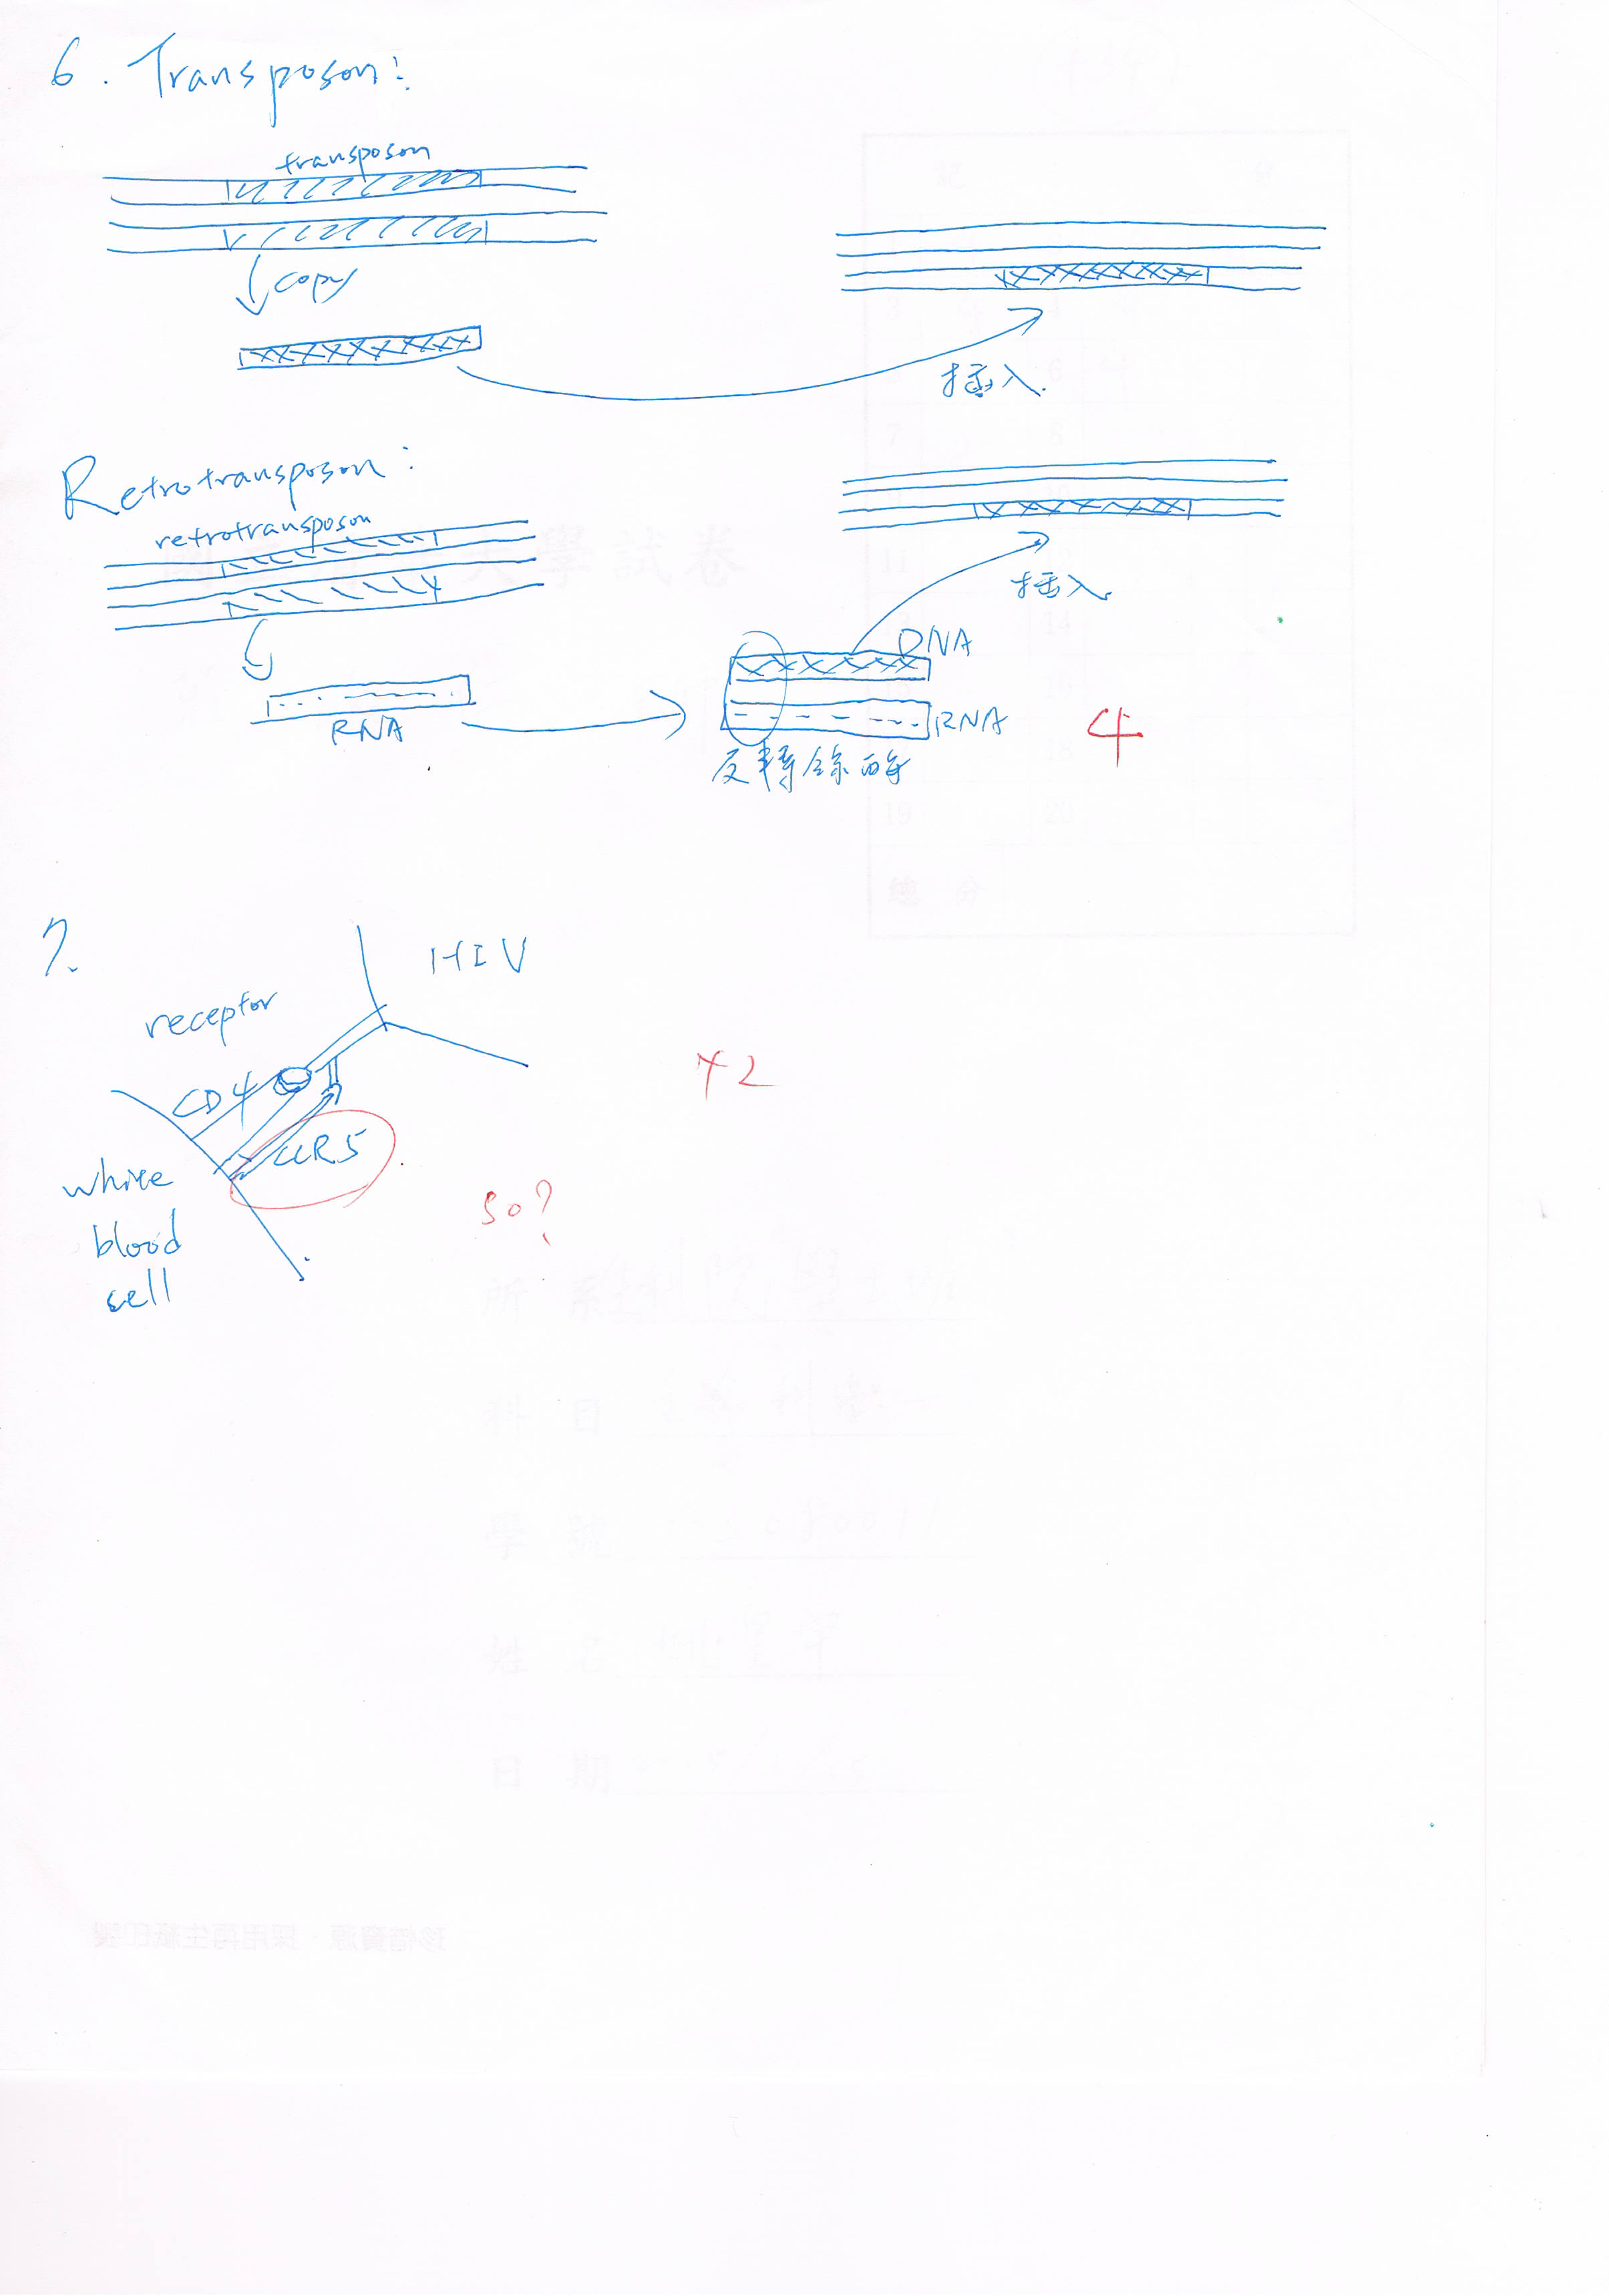 6. Transposon:
transposon
copy
插入.
Retrotransposon:
retrotransposon
插入.
DNA
RNA
RNA
4
反轉錄酶
7.
HIV
receptor
+2
CD4
CCR5
white
so?
blood
sell